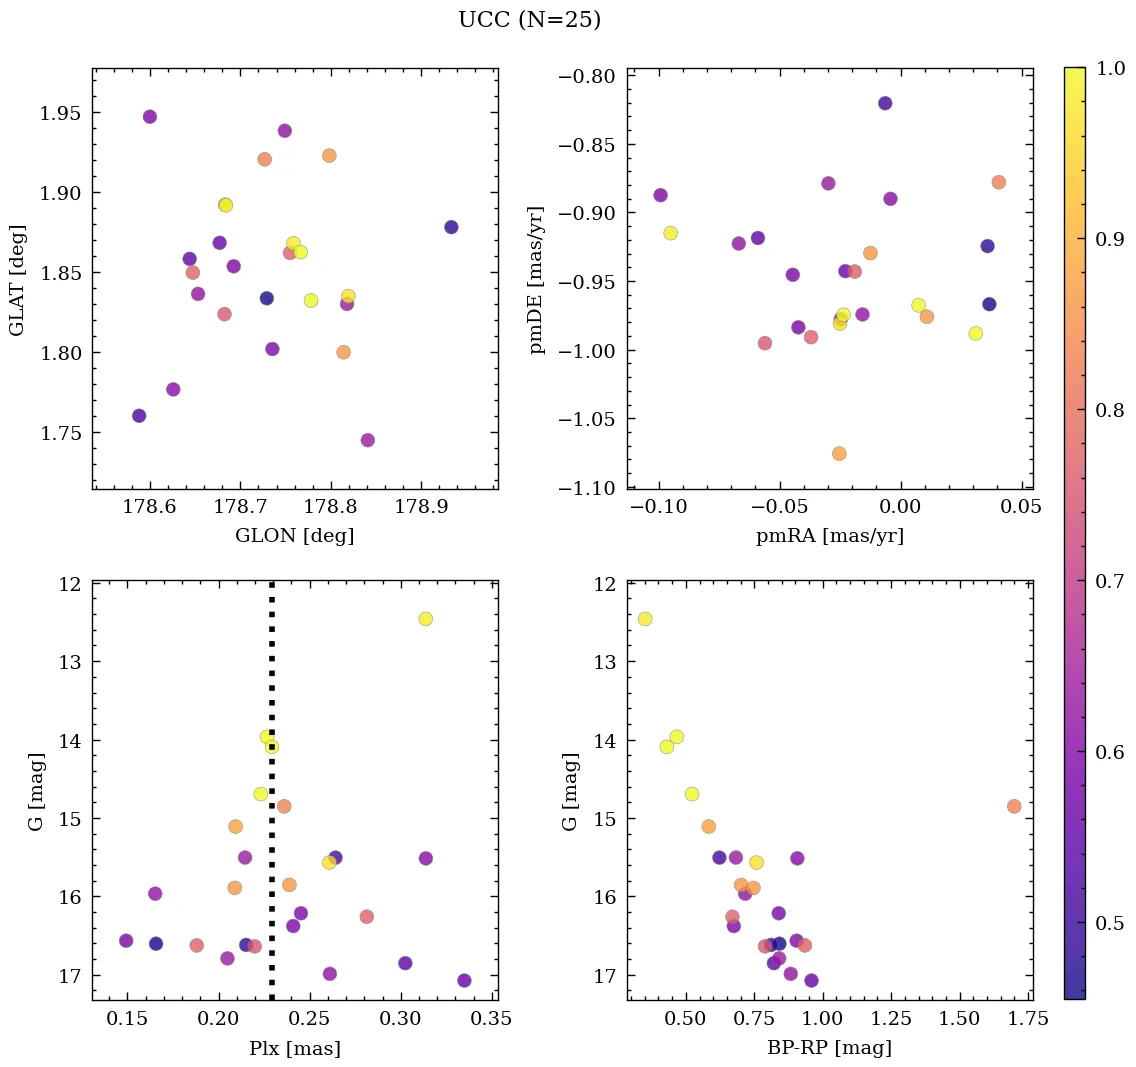 UCC (N=25)
1.95
1.90
1.85
1.80
1.75
GLAT [deg]
178.6 178.7 178.8 178.9
GLON [deg]
−0.80
−0.85
−0.90
−0.95
−1.00
−1.05
−1.10
pmDE [mas/yr]
−0.10 −0.05 0.00 0.05
pmRA [mas/yr]
12
13
14
15
16
17
G [mag]
0.15 0.20 0.25 0.30 0.35
Plx [mas]
12
13
14
15
16
17
G [mag]
0.50 0.75 1.00 1.25 1.50 1.75
BP-RP [mag]
1.0
0.9
0.8
0.7
0.6
0.5